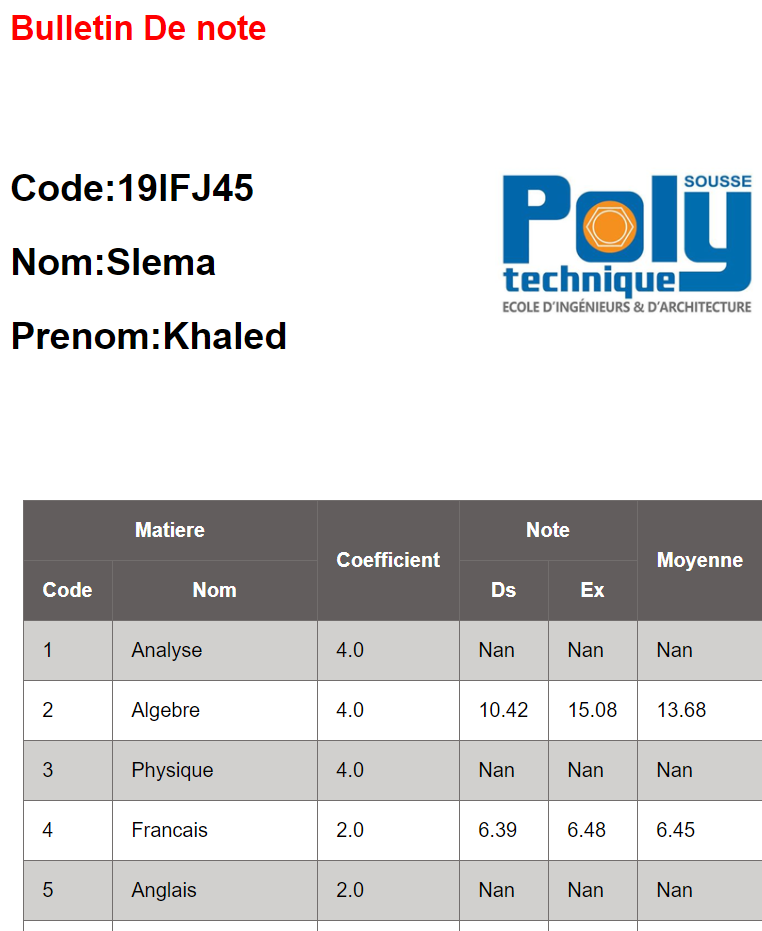 Bulletin De note
Code:19IFJ45
Nom:Slema
Prenom:Khaled
Poly SOUSSE
technique
ECOLE D'INGÉNIEURS & D'ARCHITECTURE
Matiere Coefficient Note Moyenne
Code Nom Ds Ex
1 Analyse 4.0 Nan Nan Nan
2 Algebre 4.0 10.42 15.08 13.68
3 Physique 4.0 Nan Nan Nan
4 Francais 2.0 6.39 6.48 6.45
5 Anglais 2.0 Nan Nan Nan